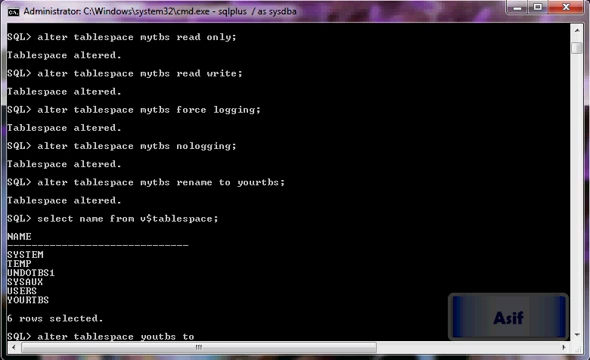 Administrator: C:\Windows\system32\cmd.exe - sqlplus / as sysdba
SQL> alter tablespace mytbs read only;
Tablespace altered.
SQL> alter tablespace mytbs read write;
Tablespace altered.
SQL> alter tablespace mytbs force logging;
Tablespace altered.
SQL> alter tablespace mytbs nologging;
Tablespace altered.
SQL> alter tablespace mytbs rename to yourtbs;
Tablespace altered.
SQL> select name from v$tablespace;
NAME
------------------------------
SYSTEM
TEMP
UNDOTBS1
SYSAUX
USERS
YOURTBS
6 rows selected.
SQL> alter tablespace youtbs to
Asif